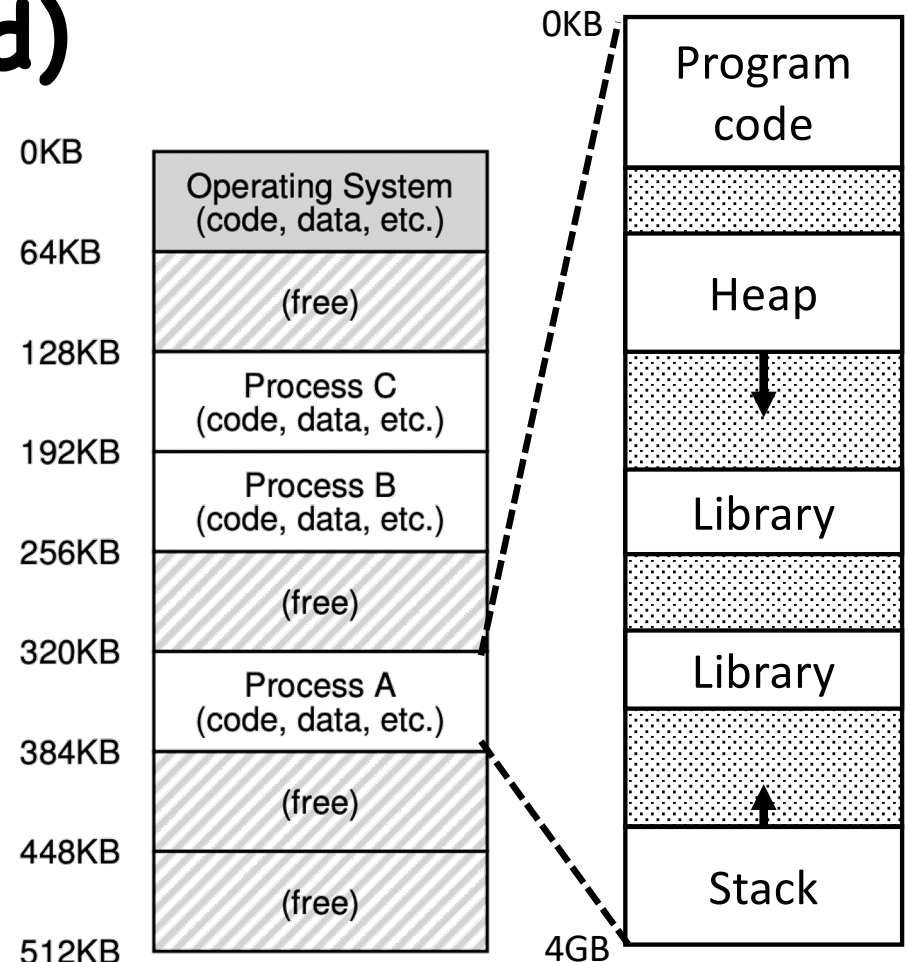 d)
0KB
Operating System
(code, data, etc.)
64KB
(free)
128KB
Process C
(code, data, etc.)
192KB
Process B
(code, data, etc.)
256KB
(free)
320KB
Process A
(code, data, etc.)
384KB
(free)
448KB
(free)
512KB
0KB
Program
code
Heap
Library
Library
Stack
4GB